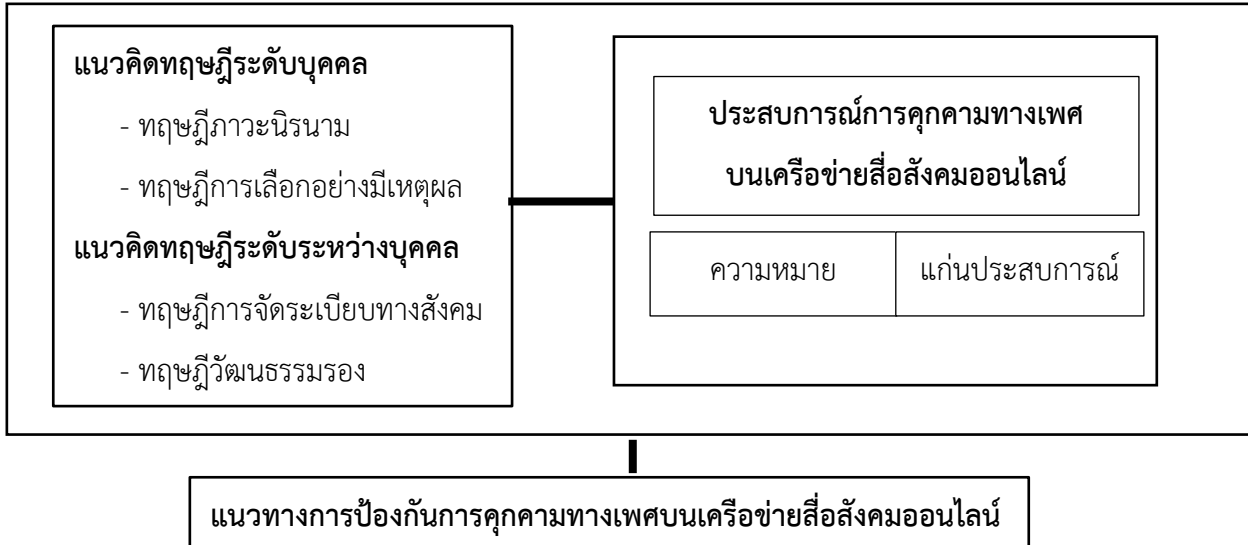 แนวคิดทฤษฎีระดับบุคคล
- ทฤษฎีภาวะนิรนาม
- ทฤษฎีการเลือกอย่างมีเหตุผล
แนวคิดทฤษฎีระดับระหว่างบุคคล
- ทฤษฎีการจัดระเบียบทางสังคม
- ทฤษฎีวัฒนธรรมรอง
ประสบการณ์การคุกคามทางเพศ
บนเครือข่ายสื่อสังคมออนไลน์
ความหมาย
แก่นประสบการณ์
แนวทางการป้องกันการคุกคามทางเพศบนเครือข่ายสื่อสังคมออนไลน์